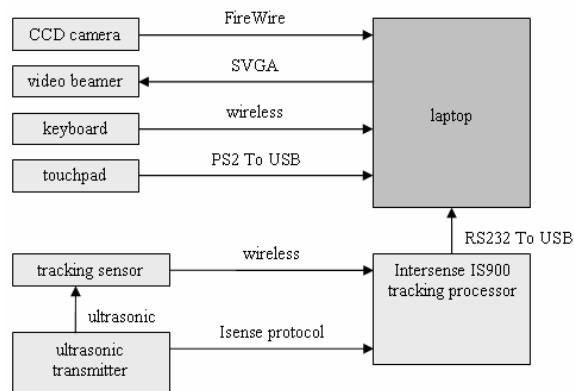 FireWire
CCD camera
SVGA
video beamer
wireless
keyboard
laptop
PS2 To USB
touchpad
RS232 To USB
wireless
tracking sensor
Intersense IS900
tracking processor
ultrasonic
Isense protocol
ultrasonic
transmitter